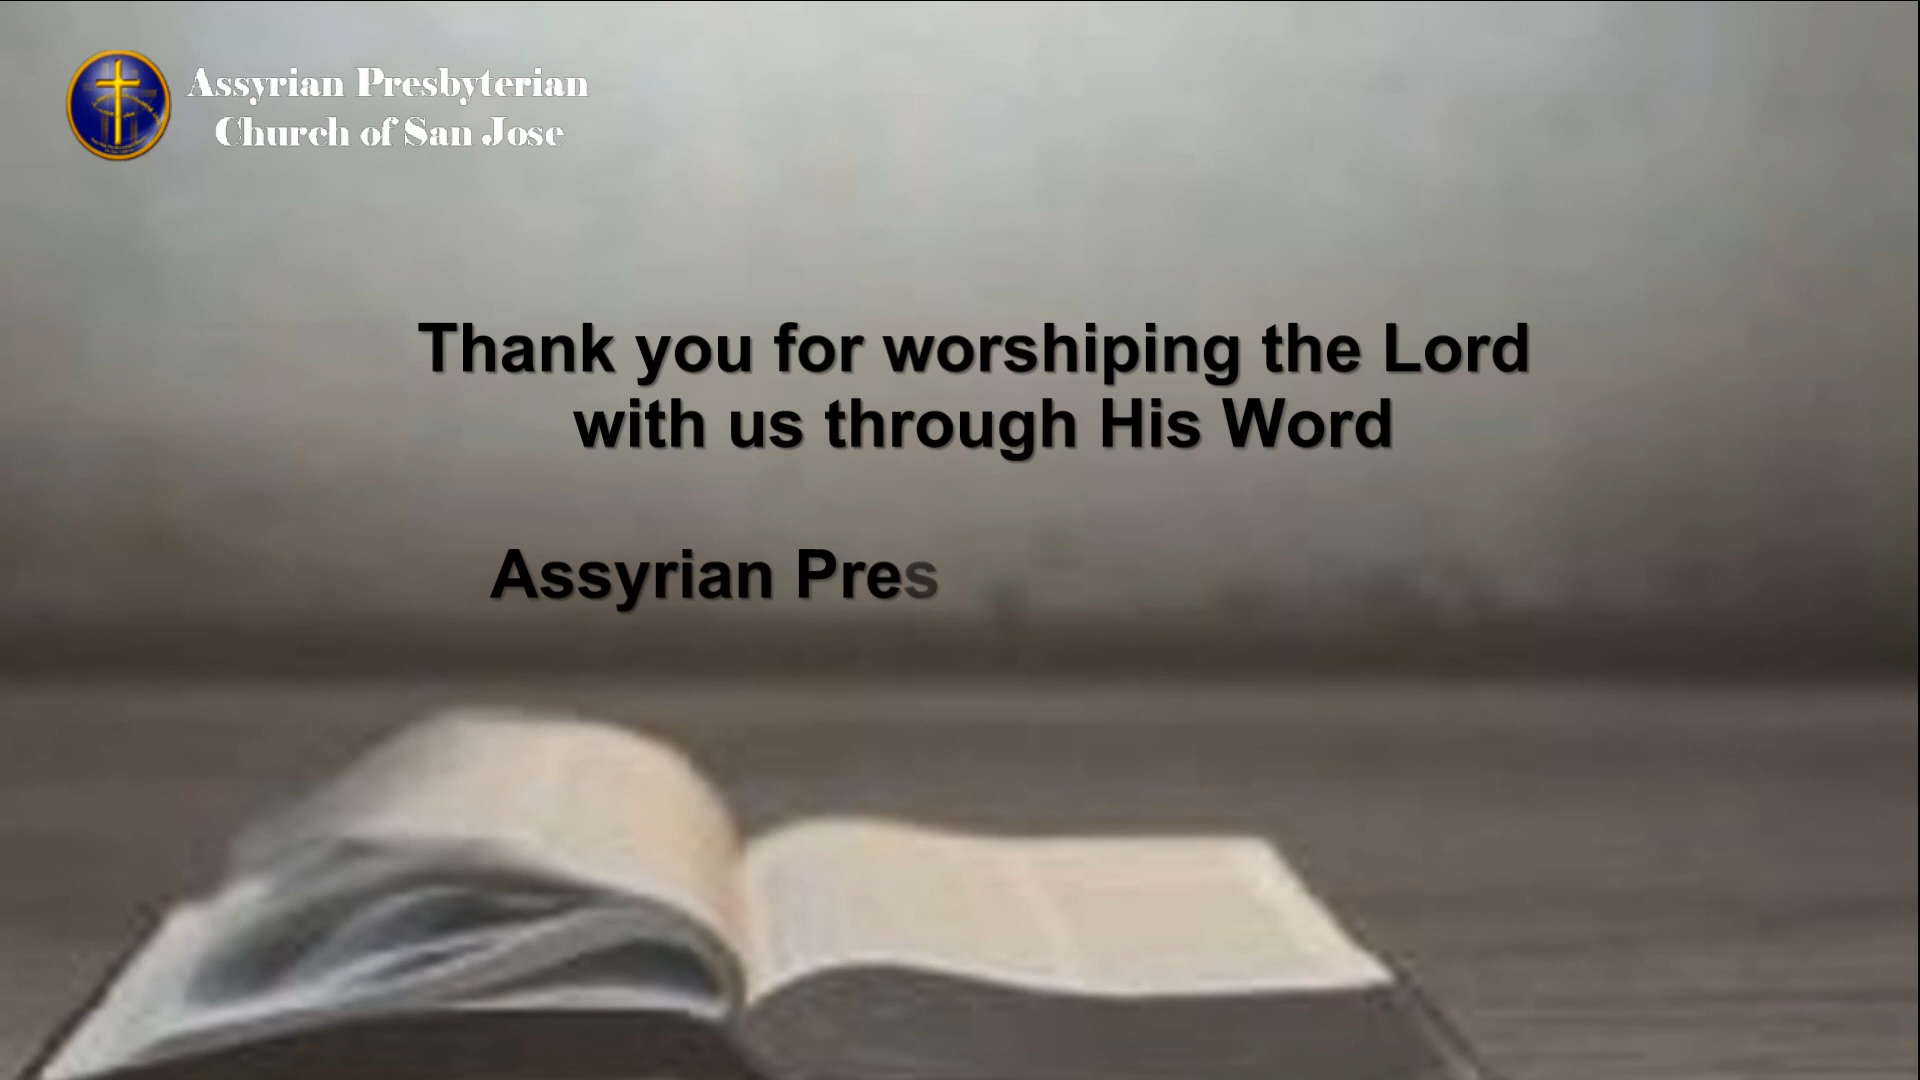 Assyrian Presbyterian
Church of San Jose
Thank you for worshiping the Lord
with us through His Word
Assyrian Pres